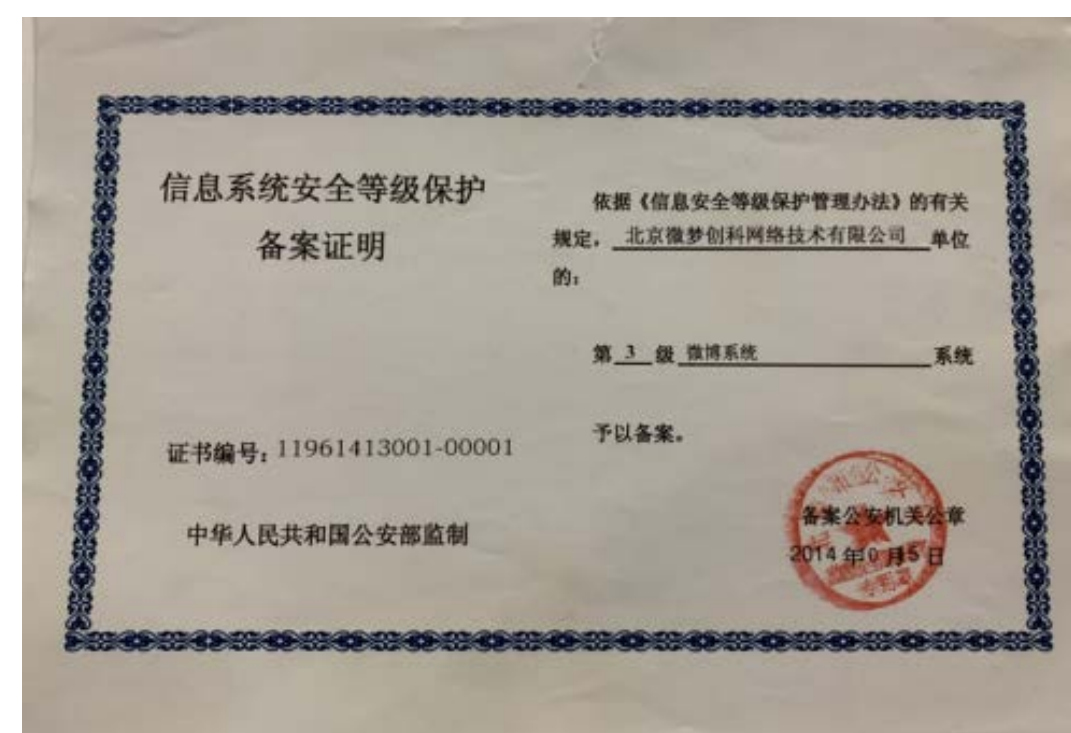 信息系统安全等级保护
备案证明
证书编号：11961413001-00001
中华人民共和国公安部监制
依据《信息安全等级保护管理办法》的有关
规定，北京微梦创科网络技术有限公司 单位
的：
第 3 级 微博系统 系统
予以备案。
备案公安机关公章
2014 年 月 日